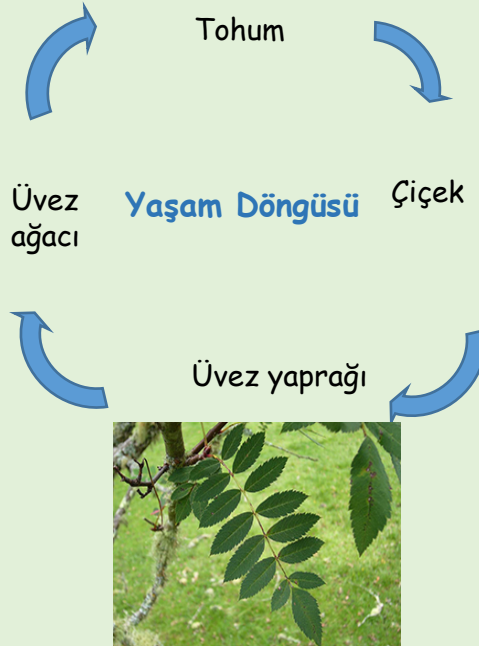 Tohum
Çiçek
Üvez
ağacı
Yaşam Döngüsü
Üvez yaprağı